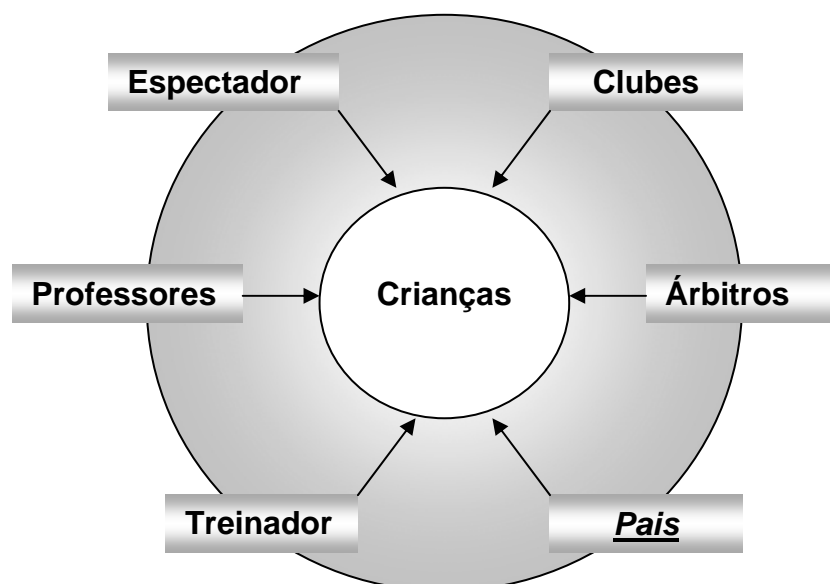 Espectador
Clubes
Professores
Crianças
Árbitros
Treinador
Pais